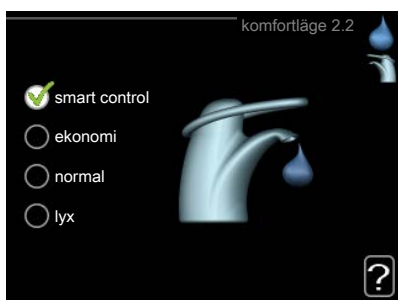 komfortläge 2.2
smart control
ekonomi
normal
lyx
?